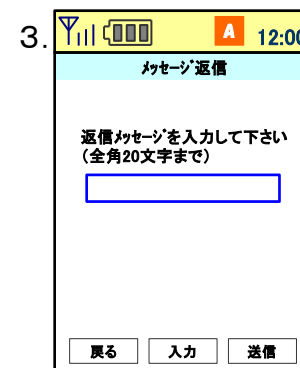 3.
A 12:00
メッセージ返信
返信メッセージを入力して下さい
(全角20文字まで)
戻る 入力 送信